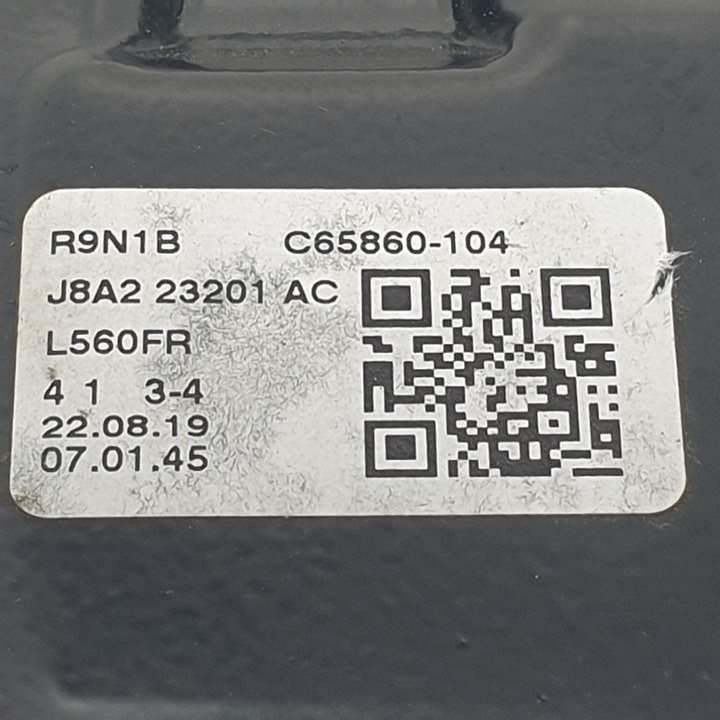 R9N1B C65860-104
J8A2 23201 AC
L560FR
4 1 3-4
22.08.19
07.01.45